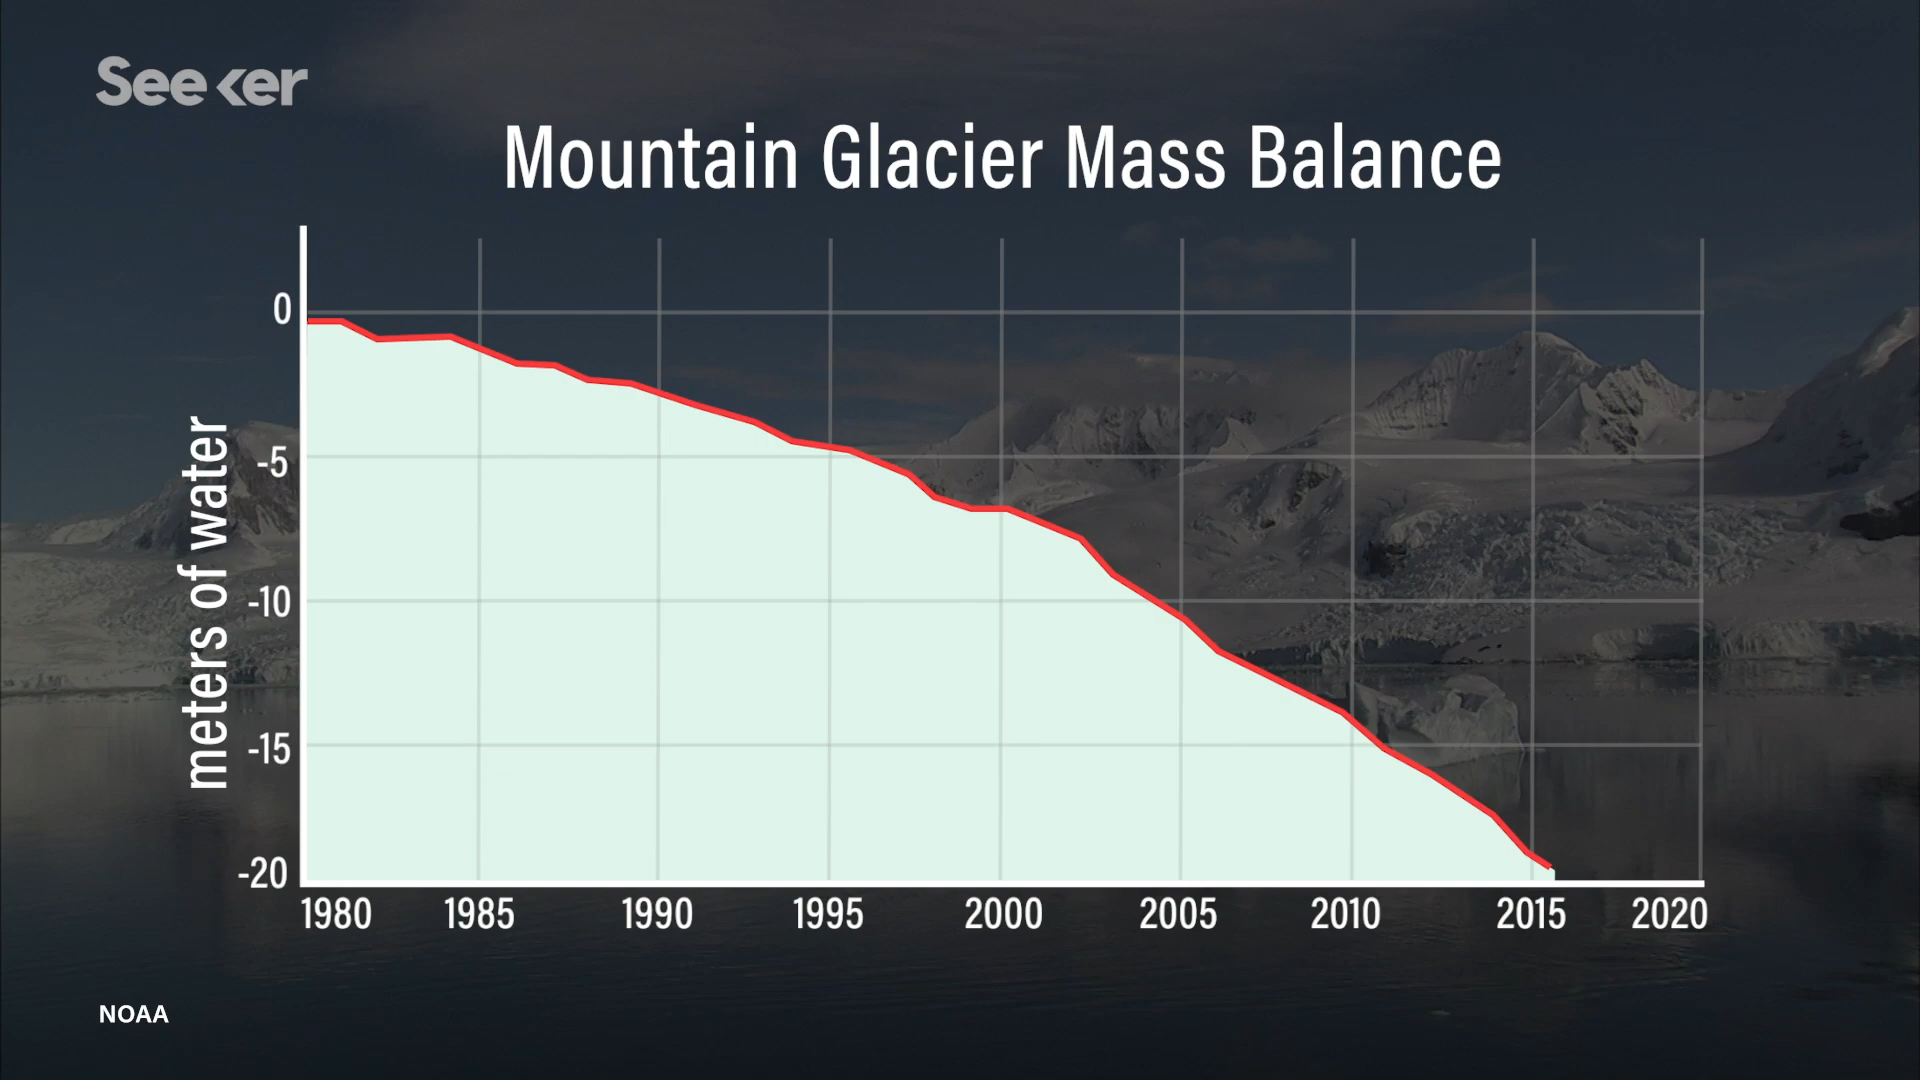 Seeker
Mountain Glacier Mass Balance
meters of water
0
-5
-10
-15
-20
1980 1985 1990 1995 2000 2005 2010 2015 2020
NOAA